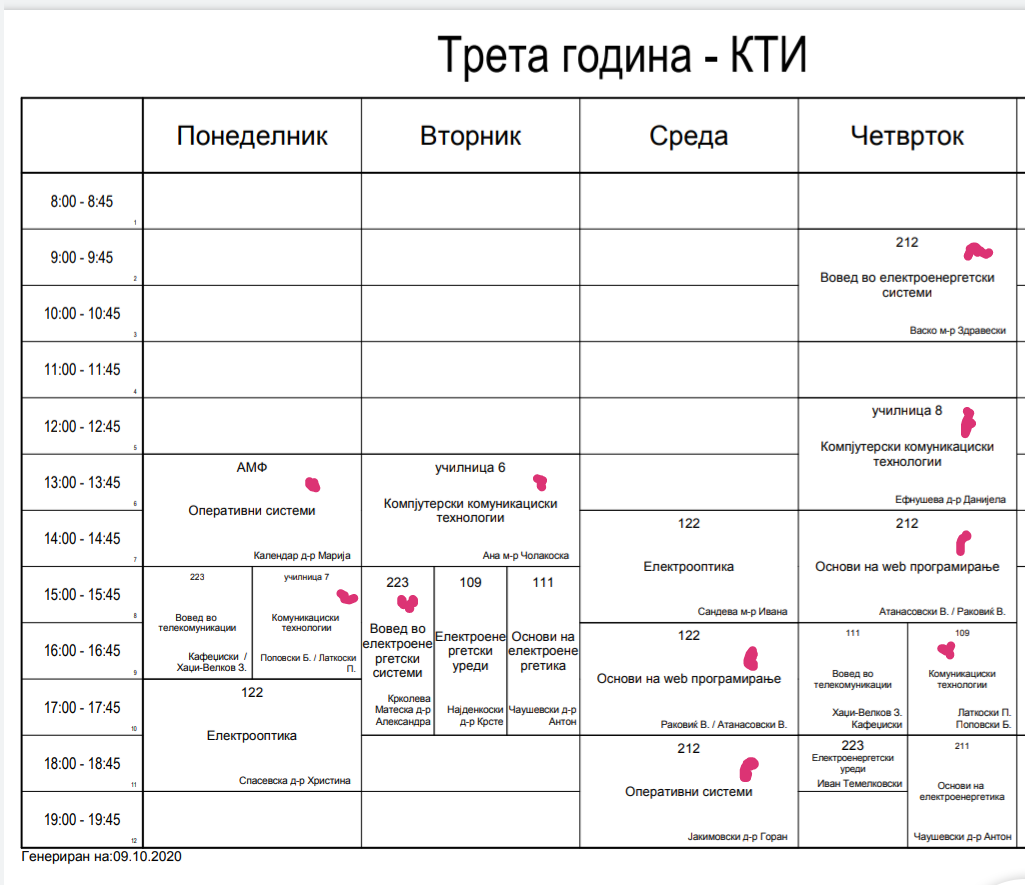 Трета година - КТИ
Понеделник
Вторник
Среда
Четврток
8:00 - 8:45
1
9:00 - 9:45
2
212
Вовед во електроенергетски
системи
Васко м-р Здравески
10:00 - 10:45
3
11:00 - 11:45
4
12:00 - 12:45
5
училница 8
Компјутерски комуникациски
технологии
Ефнушева д-р Данијела
13:00 - 13:45
6
АМФ
Оперативни системи
Календар д-р Марија
училница 6
Компјутерски комуникациски
технологии
Ана м-р Чолакоска
14:00 - 14:45
7
122
Електрооптика
Сандева м-р Ивана
212
Основи на web програмирање
Атанасовски В. / Раковиќ В.
15:00 - 15:45
8
223
Вовед во
телекомуникации
Кафеџиски /
Хаџи-Велков З.
училница 7
Комуникациски
технологии
Поповски Б. / Латкоски
П.
223
Вовед во
електроене
ргетски
системи
Крколева
Матеска д-р
Александра
109
Електроене
ргетски
уреди
Најденкоски
д-р Крсте
111
Основи на
електроене
ргетика
Чаушевски д-р
Антон
16:00 - 16:45
9
122
Основи на web програмирање
Раковиќ В. / Атанасовски В.
111
Вовед во
телекомуникации
Хаџи-Велков З.
Кафеџиски
109
Комуникациски
технологии
Латкоски П.
Поповски Б.
17:00 - 17:45
10
122
Електрооптика
Спасевска д-р Христина
18:00 - 18:45
11
212
Оперативни системи
Јакимовски д-р Горан
223
Електроенергетски
уреди
Иван Темелковски
211
Основи на
електроенергетика
Чаушевски д-р Антон
19:00 - 19:45
12
Генериран на:09.10.2020